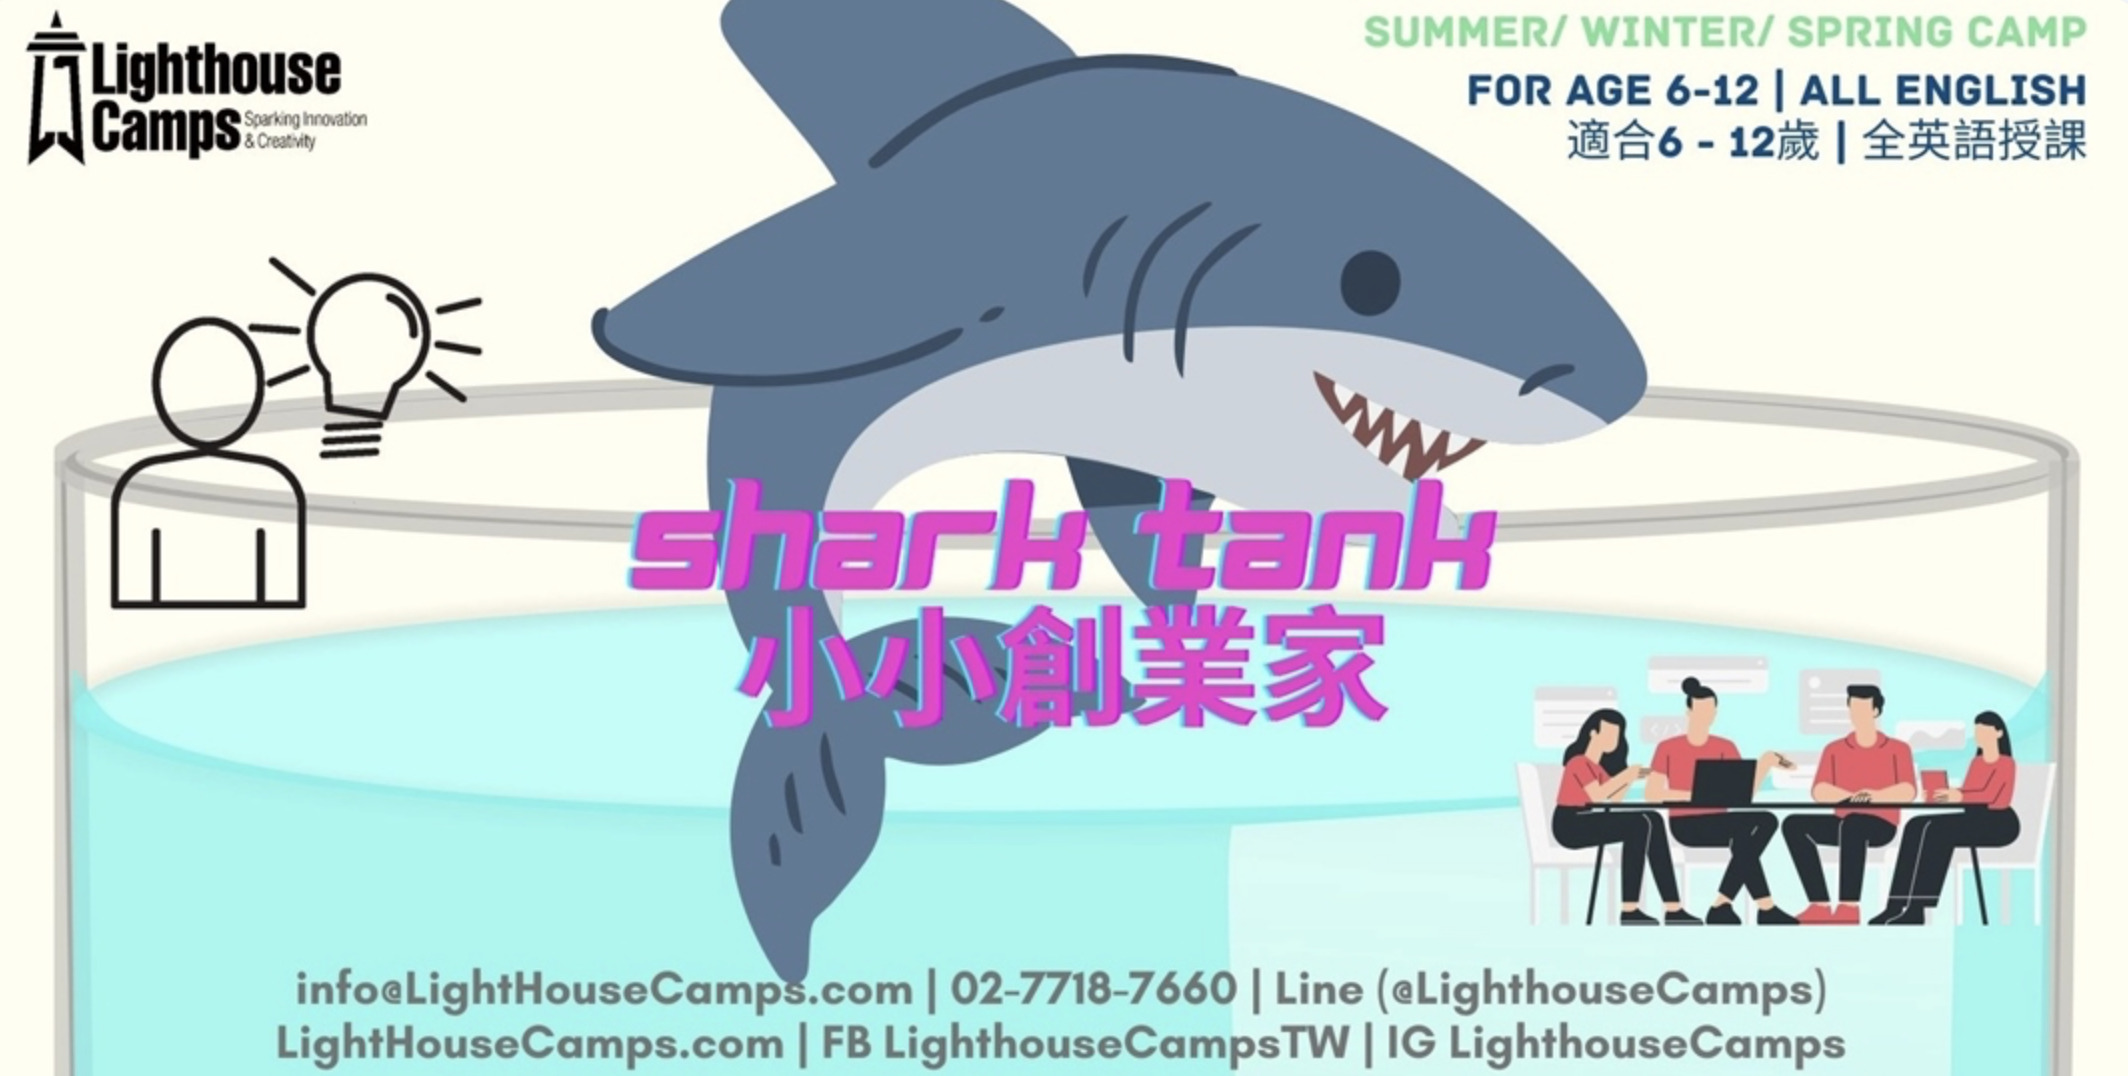 Lighthouse
Camps Sparking Innovation
& Creativity
SUMMER/ WINTER/ SPRING CAMP
FOR AGE 6-12 | ALL ENGLISH
適合6 - 12歲 | 全英語授課
shark tank
小小創業家
info@LightHouseCamps.com | 02-7718-7660 | Line (@LighthouseCamps)
LightHouseCamps.com | FB LighthouseCampsTW | IG LighthouseCamps